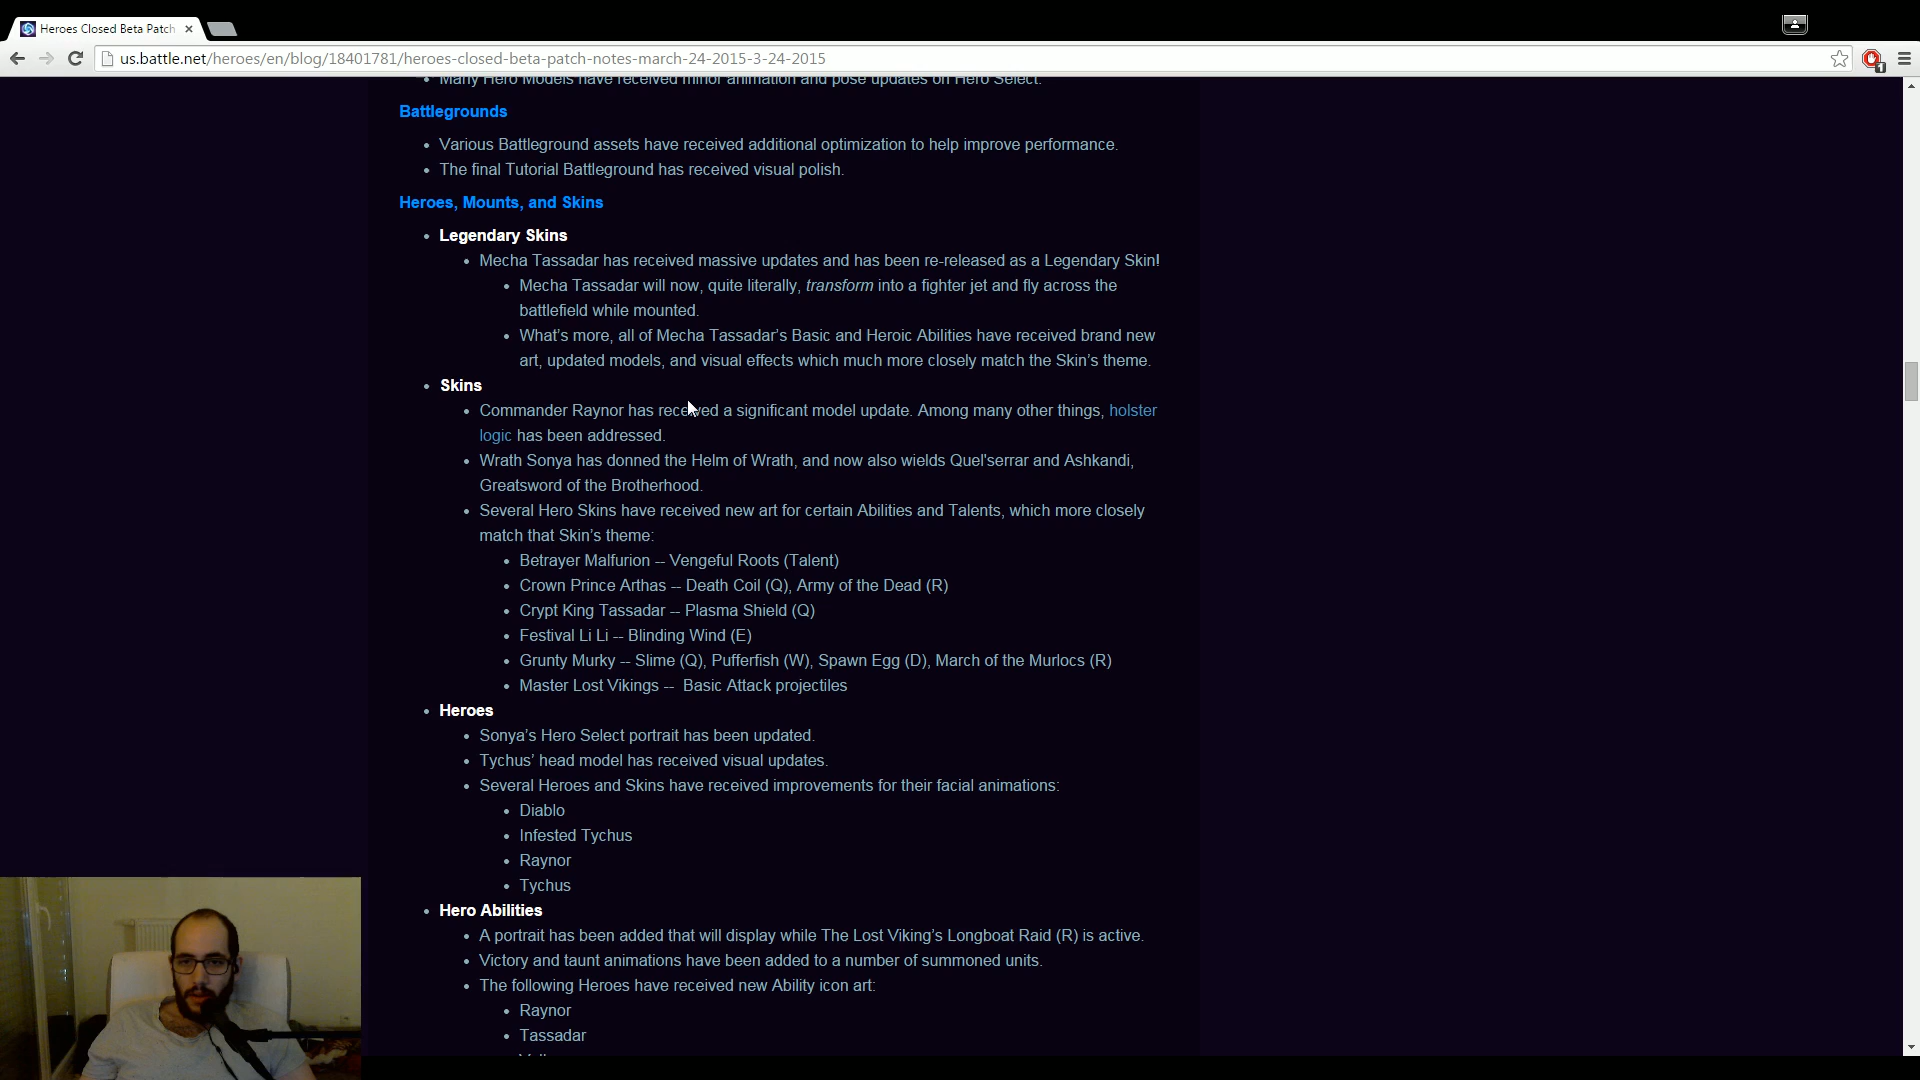 Heroes Closed Beta Patch
us.battle.net/heroes/en/blog/18401781/heroes-closed-beta-patch-notes-march-24-2015-3-24-2015
1
Many Hero Models have received minor animation and pose updates on Hero Select.
Battlegrounds
Various Battleground assets have received additional optimization to help improve performance.
The final Tutorial Battleground has received visual polish.
Heroes, Mounts, and Skins
Legendary Skins
Mecha Tassadar has received massive updates and has been re-released as a Legendary Skin!
Mecha Tassadar will now, quite literally, transform into a fighter jet and fly across the
battlefield while mounted.
What's more, all of Mecha Tassadar's Basic and Heroic Abilities have received brand new
art, updated models, and visual effects which much more closely match the Skin's theme.
Skins
Commander Raynor has received a significant model update. Among many other things, holster
logic has been addressed.
Wrath Sonya has donned the Helm of Wrath, and now also wields Quel'serrar and Ashkandi,
Greatsword of the Brotherhood.
Several Hero Skins have received new art for certain Abilities and Talents, which more closely
match that Skin's theme:
Betrayer Malfurion -- Vengeful Roots (Talent)
Crown Prince Arthas -- Death Coil (Q), Army of the Dead (R)
Crypt King Tassadar -- Plasma Shield (Q)
Festival Li Li -- Blinding Wind (E)
Grunty Murky -- Slime (Q), Pufferfish (W), Spawn Egg (D), March of the Murlocs (R)
Master Lost Vikings -- Basic Attack projectiles
Heroes
Sonya's Hero Select portrait has been updated.
Tychus' head model has received visual updates.
Several Heroes and Skins have received improvements for their facial animations:
Diablo
Infested Tychus
Raynor
Tychus
Hero Abilities
A portrait has been added that will display while The Lost Viking's Longboat Raid (R) is active.
Victory and taunt animations have been added to a number of summoned units.
The following Heroes have received new Ability icon art:
Raynor
Tassadar